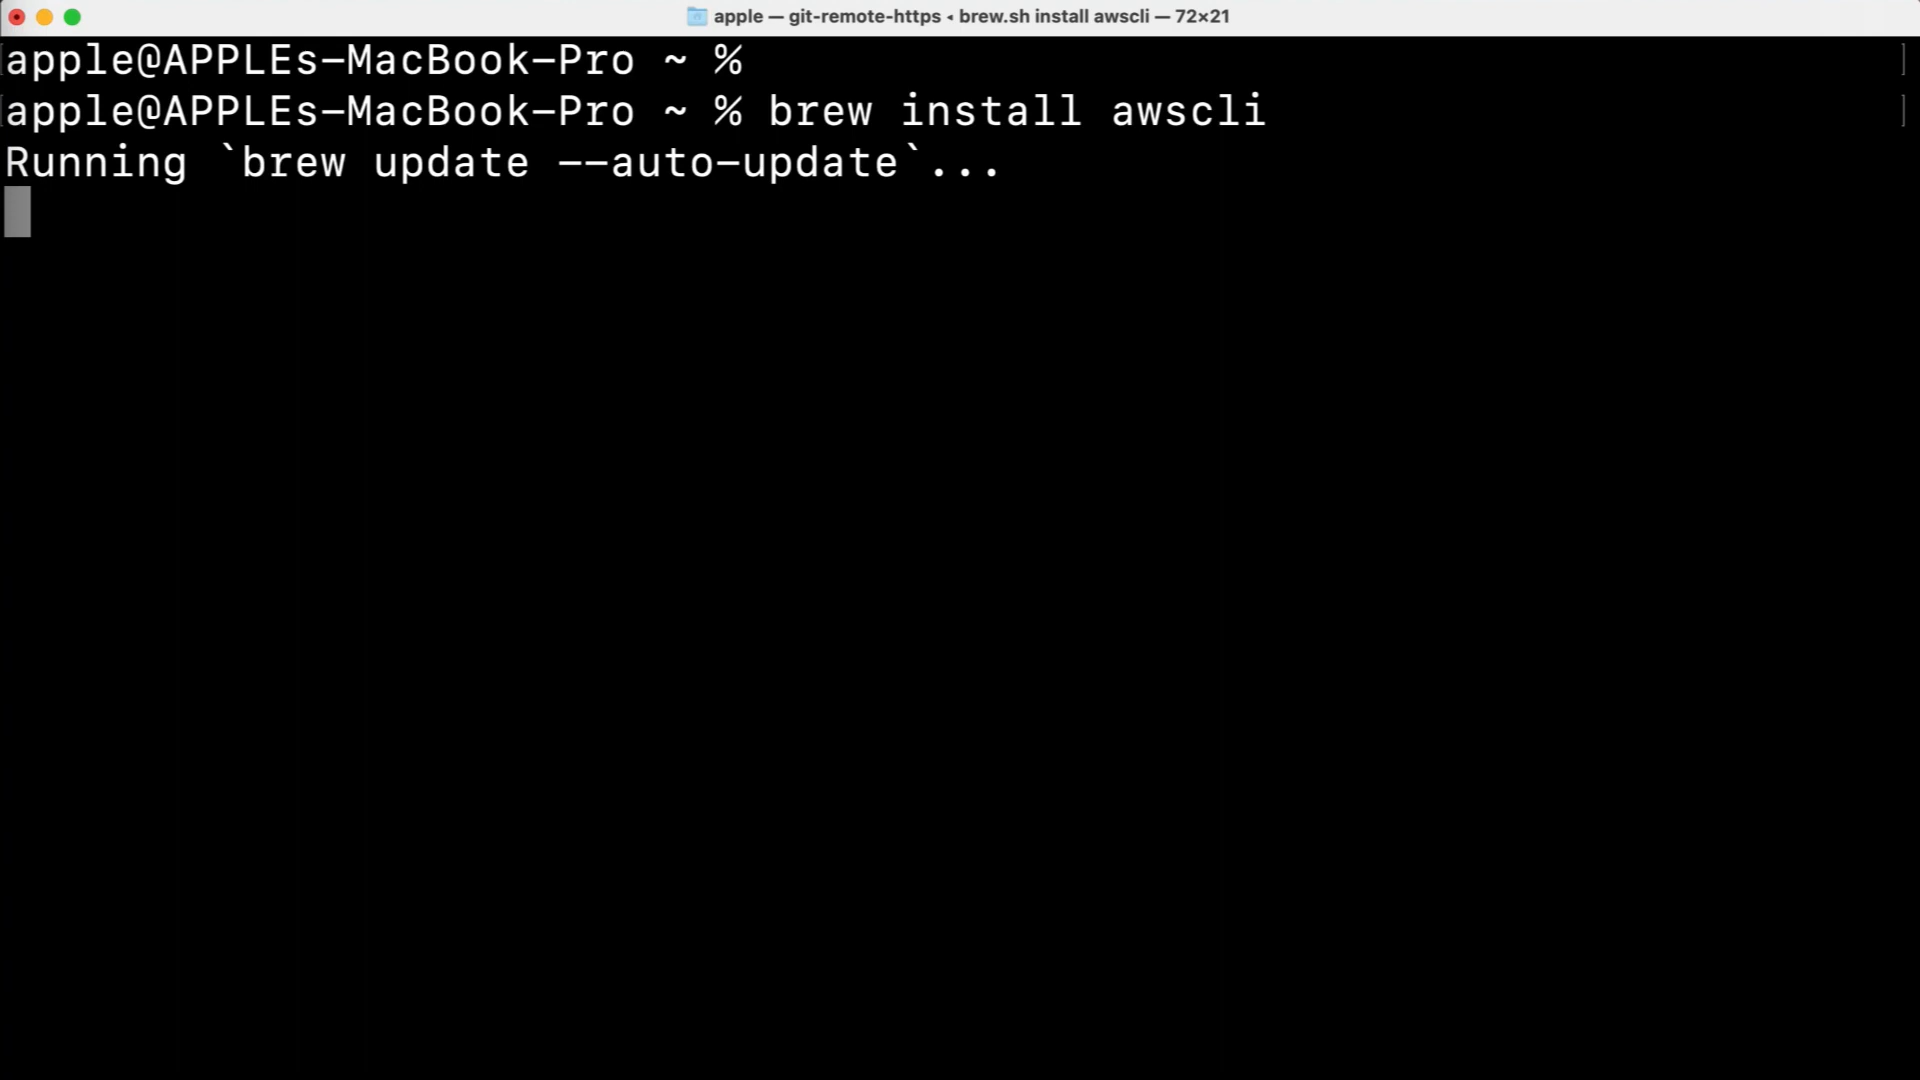 apple — git-remote-https ◂ brew.sh install awscli — 72×21
apple@APPLEs-MacBook-Pro ~ %
apple@APPLEs-MacBook-Pro ~ % brew install awscli
Running `brew update --auto-update`...